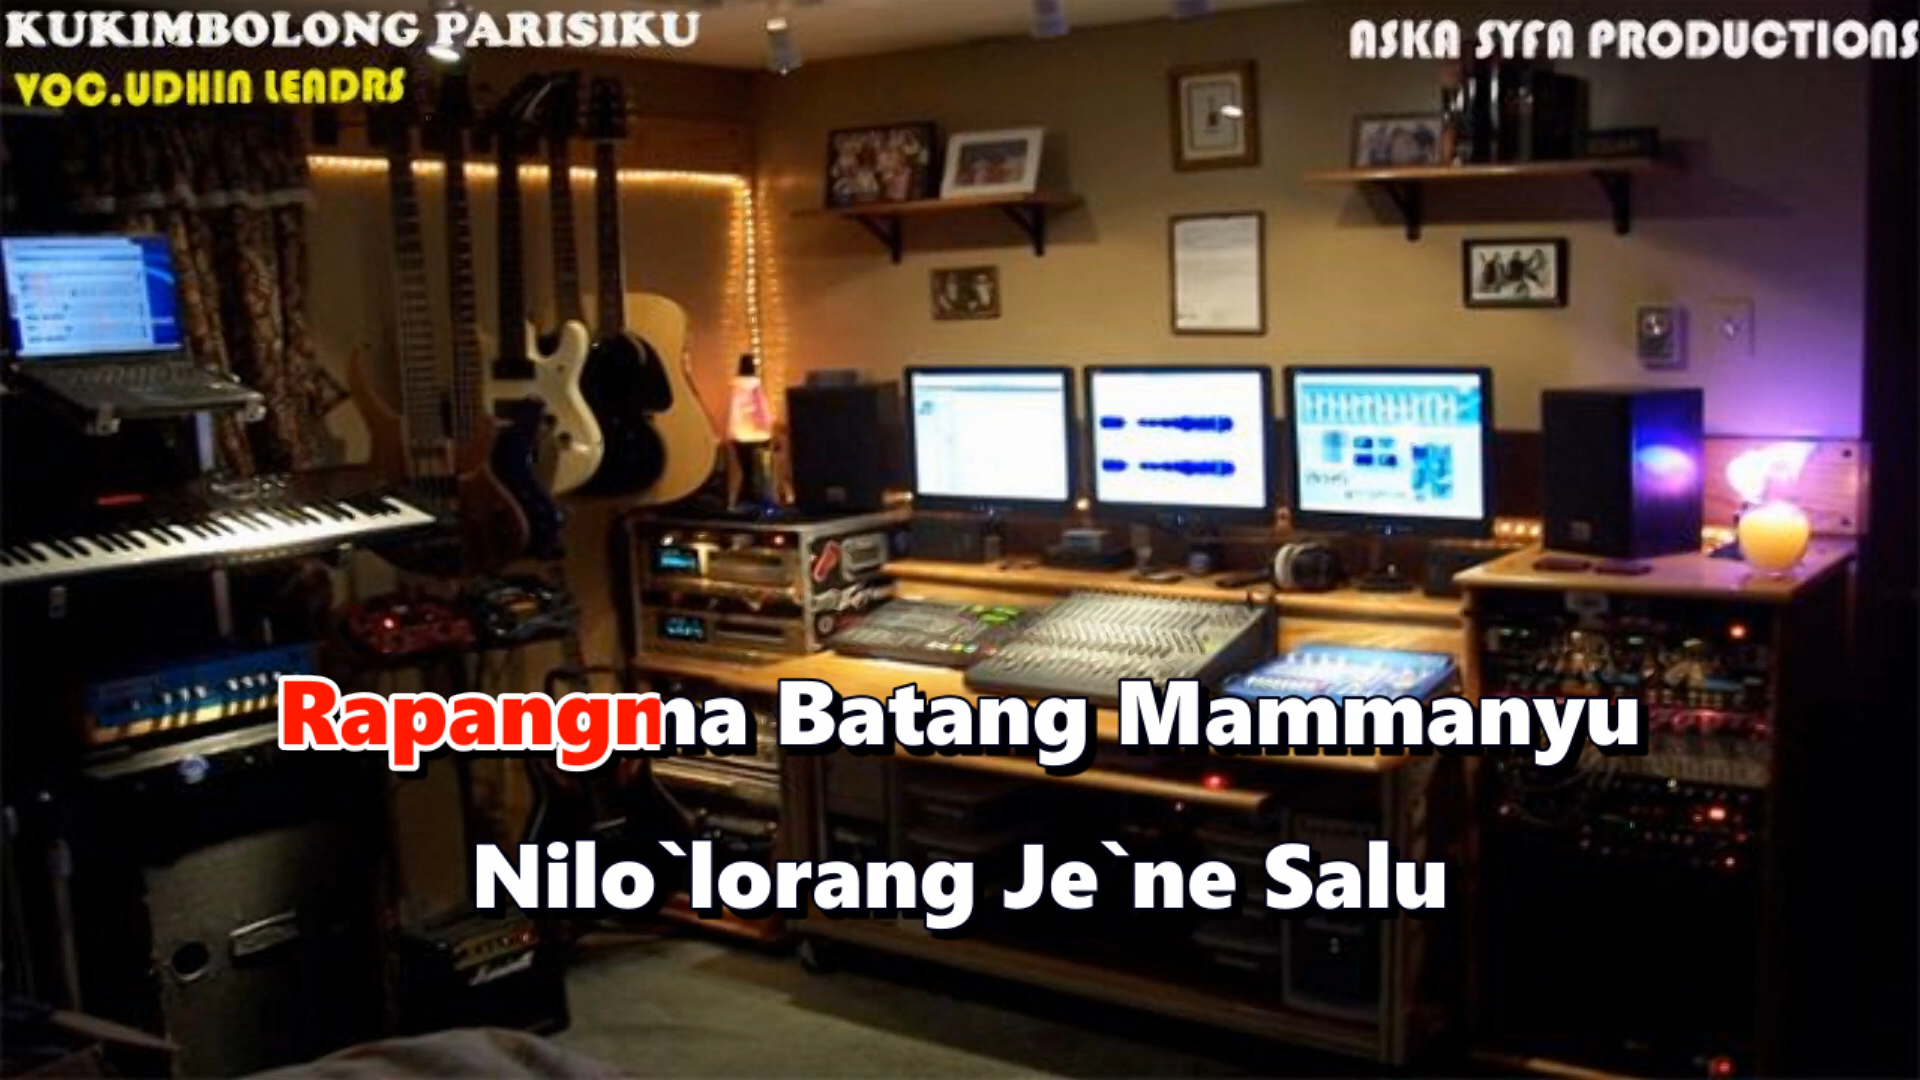 KUKIMBOLONG PARISIKU
VOC.UDHIN LEADRS
ASKA SYFA PRODUCTIONS
Rapangma Batang Mammanyu
Nilo`lorang Je`ne Salu